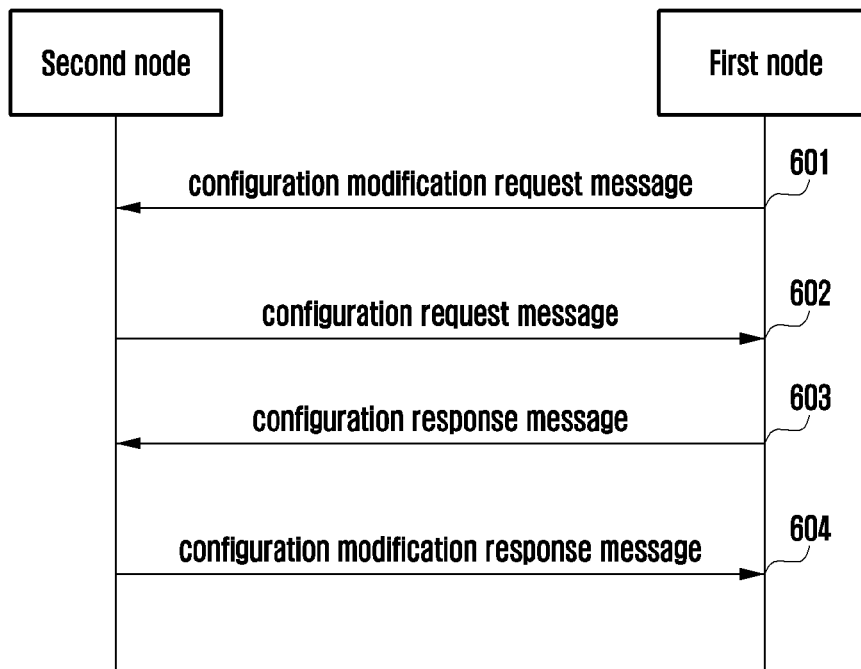 Second node
First node
601
configuration modification request message
602
configuration request message
603
configuration response message
604
configuration modification response message